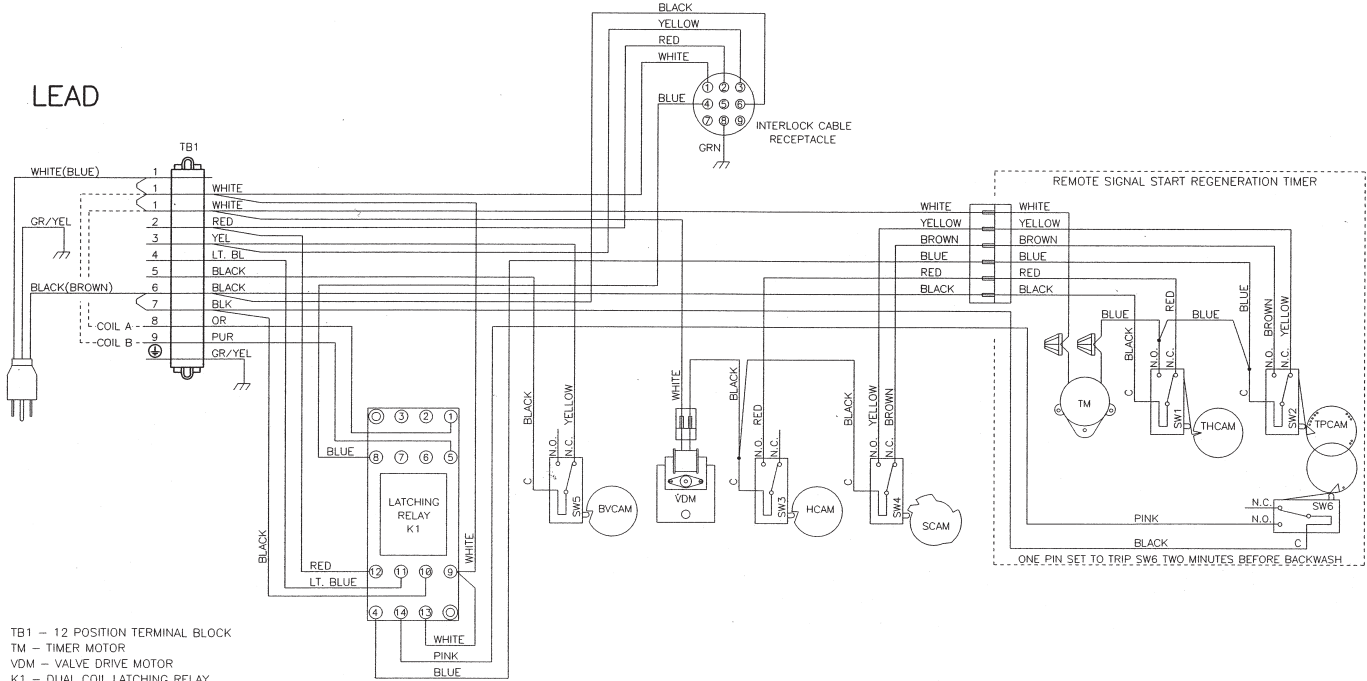 LEAD
BLACK
YELLOW
RED
WHITE
BLUE
1 2 3
4 5 6
7 8 9
INTERLOCK CABLE
RECEPTACLE
GRN
TB1
WHITE(BLUE)
GR/YEL
BLACK(BROWN)
COIL A
COIL B
1
1 WHITE
1 WHITE
2 RED
3 YEL
4 LT. BL
5 BLACK
6 BLACK
7 BLK
8 OR
9 PUR
GR/YEL
REMOTE SIGNAL START REGENERATION TIMER
WHITE WHITE
YELLOW YELLOW
BROWN BROWN
BLUE BLUE
RED RED
BLACK BLACK
BLUE
BLACK
RED
BLUE
BLUE
BROWN
YELLOW
N.O.
N.C.
C
SW1
THCAM
TM
N.O.
N.C.
C
SW2
TPCAM
N.C.
N.O.
C
SW6
PINK
BLACK
ONE PIN SET TO TRIP SW6 TWO MINUTES BEFORE BACKWASH
3 2 1
8 7 6 5
LATCHING
RELAY
K1
12 11 10 9
4 14 13
BLUE
BLACK
RED
LT. BLUE
WHITE
WHITE
PINK
BLUE
BLACK
YELLOW
N.O.
N.C.
C
SW5
BVCAM
WHITE
VDM
BLACK
RED
N.O.
N.C.
C
SW3
HCAM
YELLOW
BROWN
N.O.
N.C.
C
SW4
SCAM
TB1 – 12 POSITION TERMINAL BLOCK
TM – TIMER MOTOR
VDM – VALVE DRIVE MOTOR
K1 – DUAL COIL LATCHING RELAY